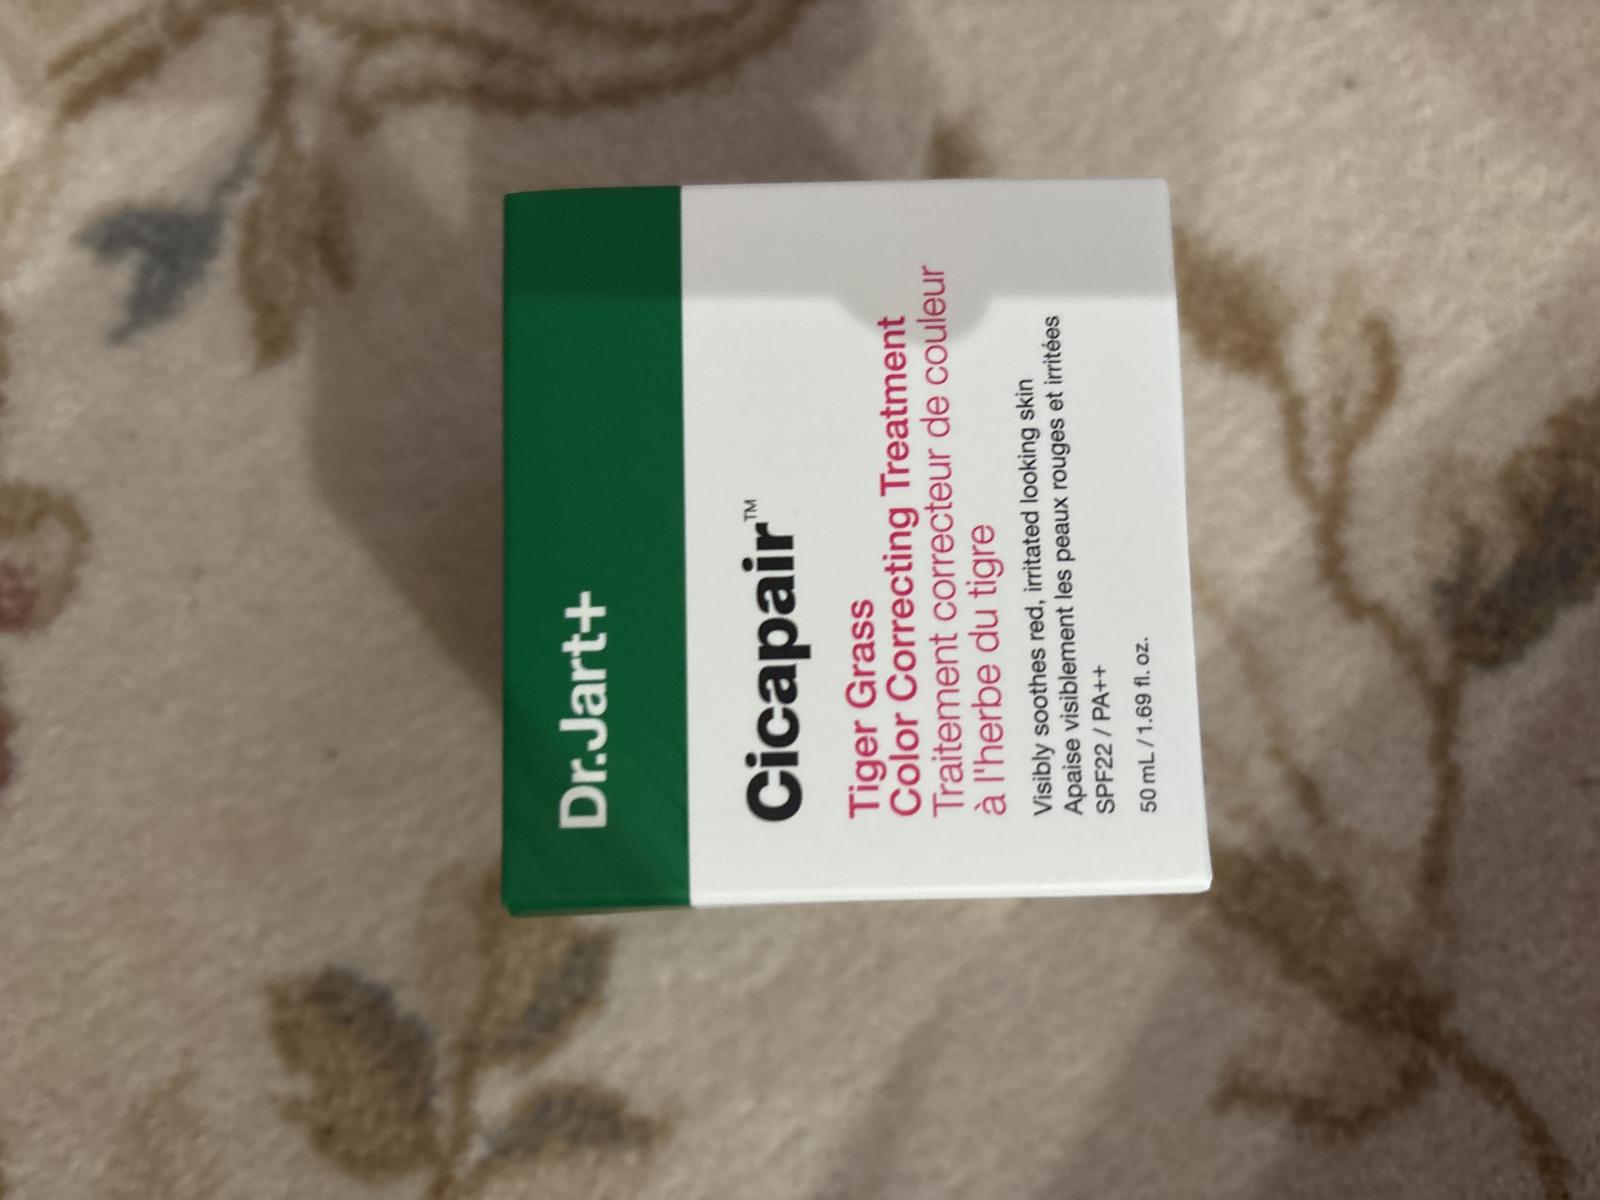 Dr.Jart+
Cicapair™
Tiger Grass
Color Correcting Treatment
Traitement correcteur de couleur
à l'herbe du tigre
Visibly soothes red, irritated looking skin
Apaise visiblement les peaux rouges et irritées
SPF22 / PA++
50 mL / 1.69 fl. oz.